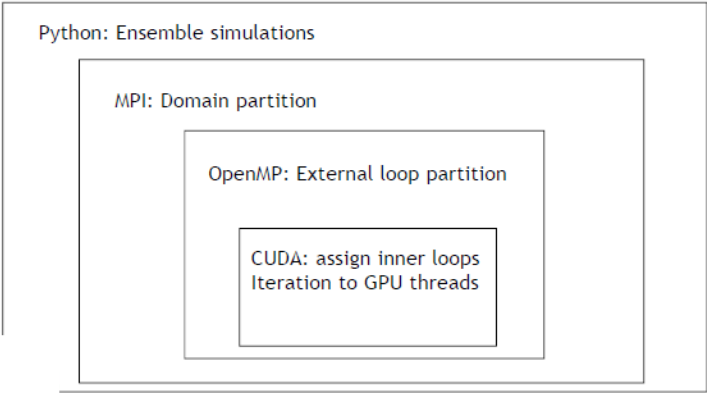 Python: Ensemble simulations
MPI: Domain partition
OpenMP: External loop partition
CUDA: assign inner loops
Iteration to GPU threads